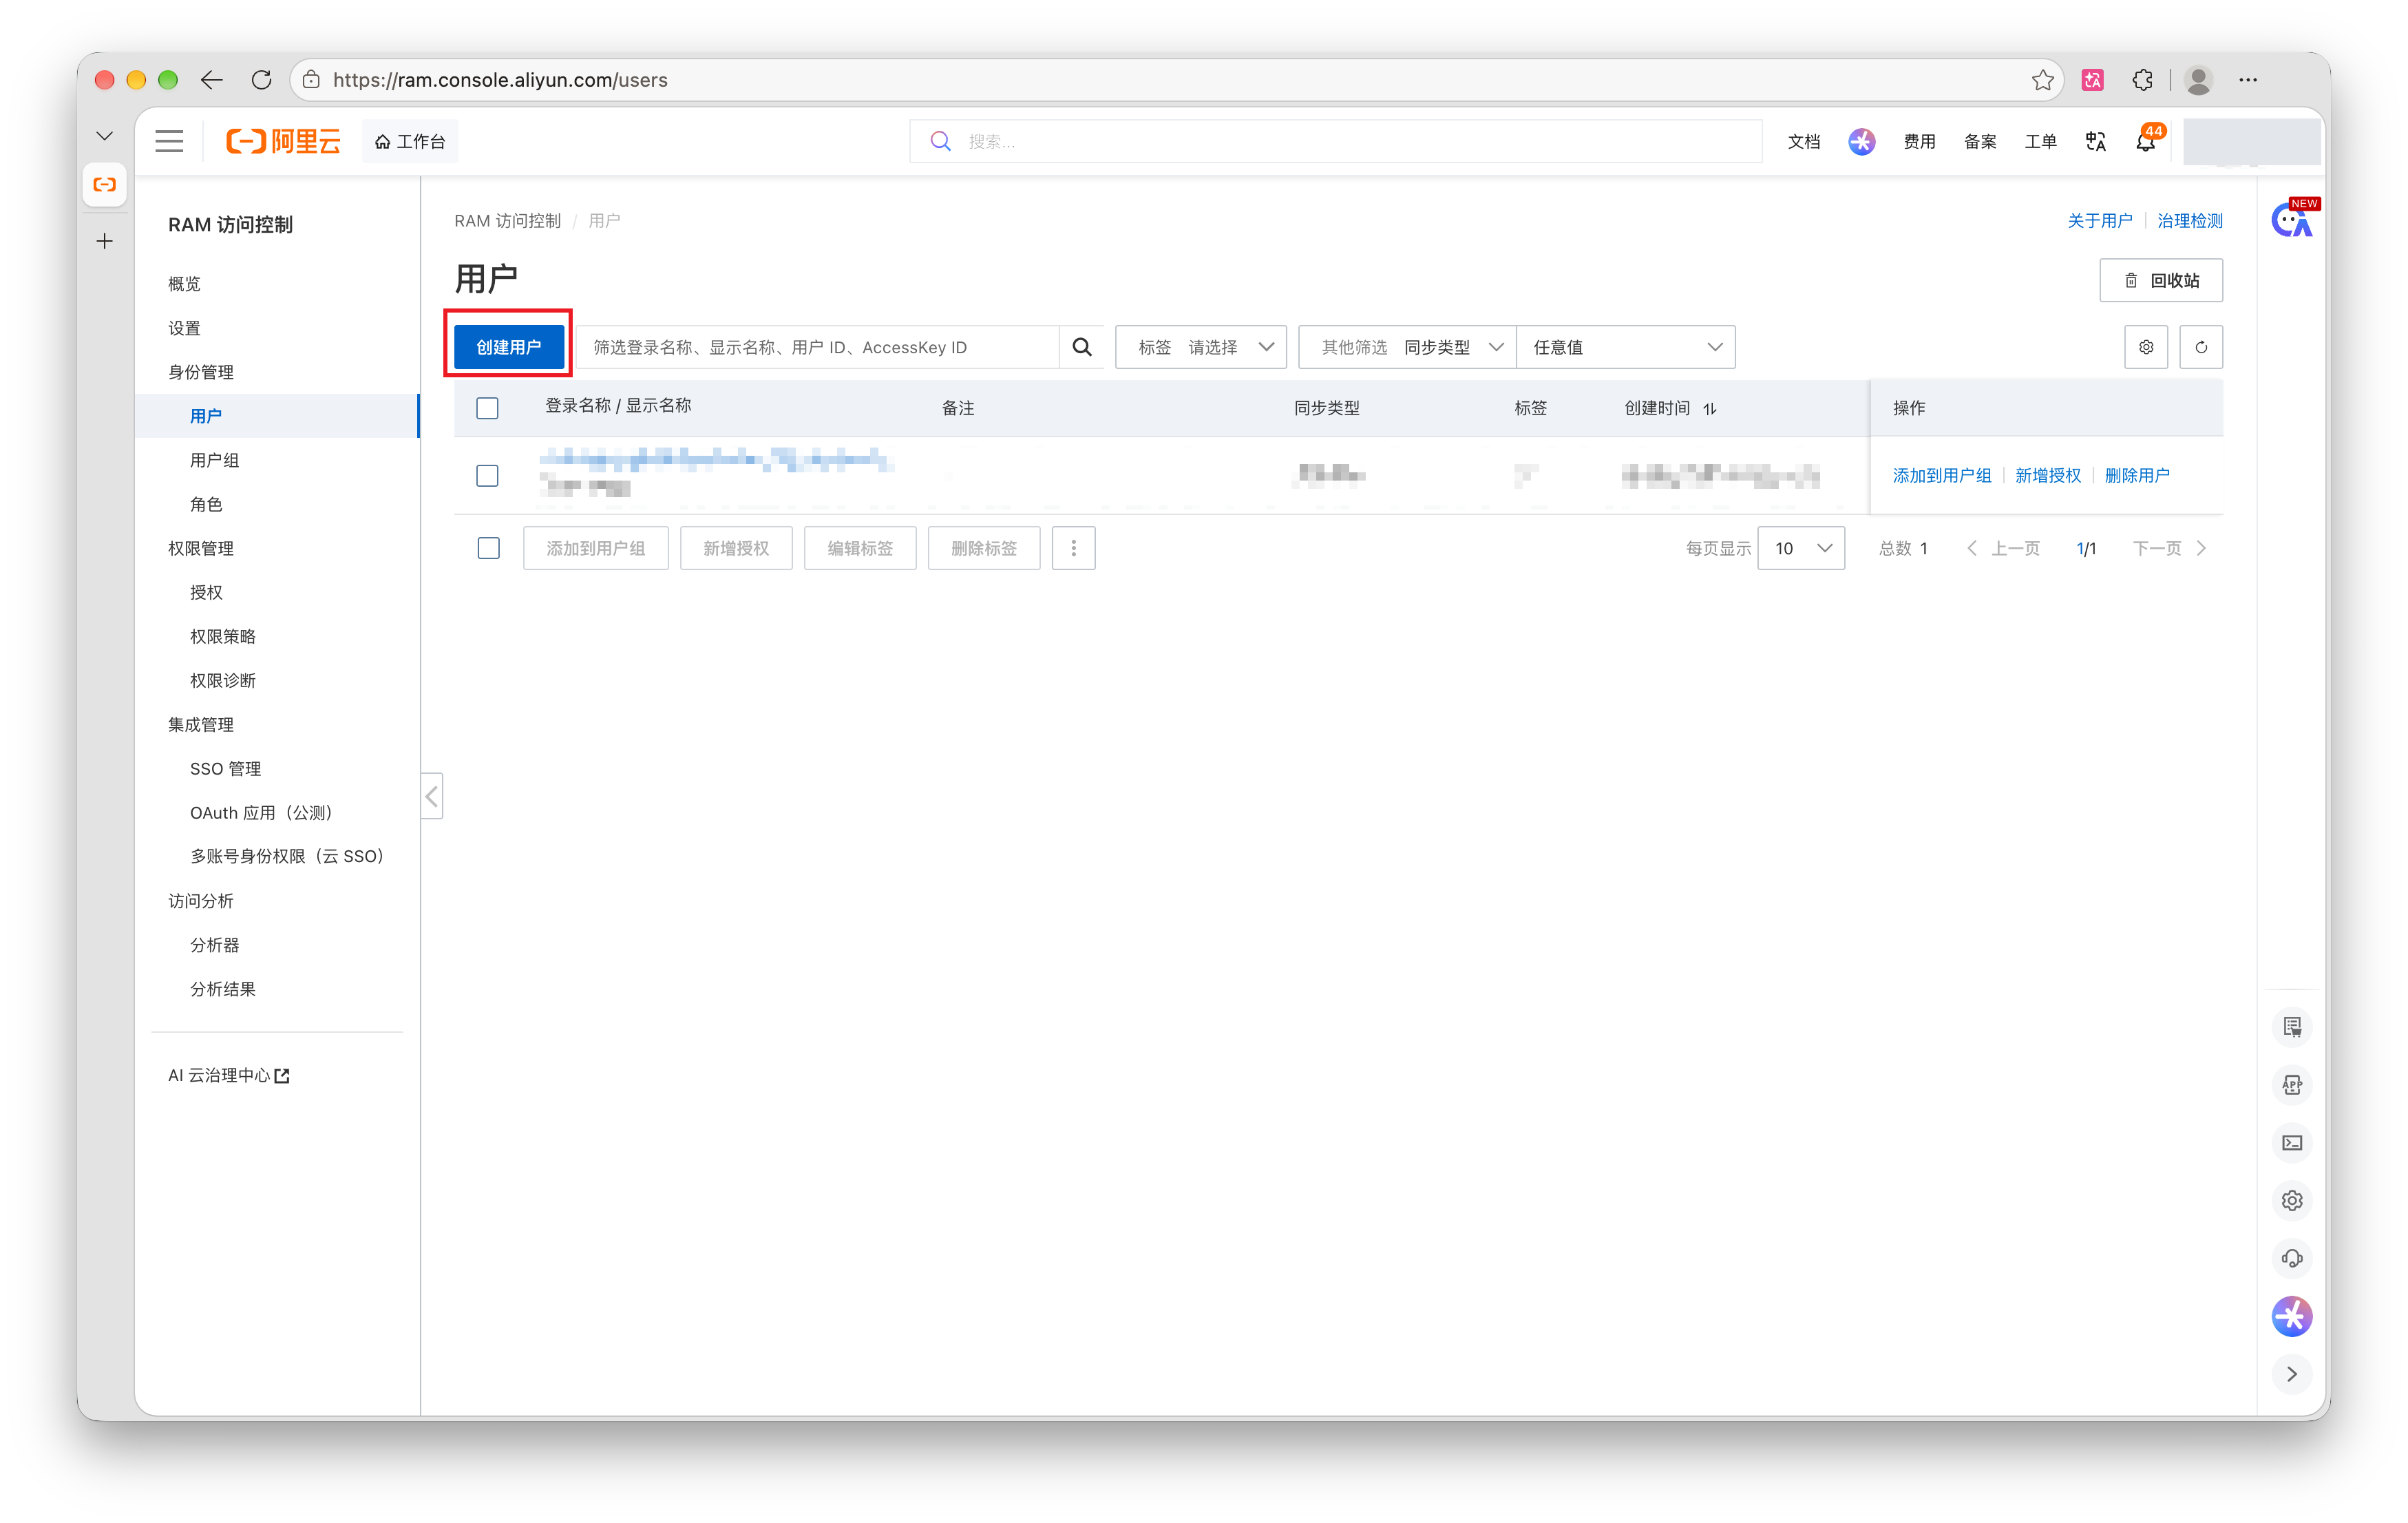 https://ram.console.aliyun.com/users
阿里云
工作台
搜索...
文档
费用
备案
工单
44
RAM 访问控制
概览
设置
身份管理
用户
用户组
角色
权限管理
授权
权限策略
权限诊断
集成管理
SSO 管理
OAuth 应用（公测）
多账号身份权限（云 SSO）
访问分析
分析器
分析结果
AI 云治理中心
RAM 访问控制 / 用户
关于用户
治理检测
用户
回收站
创建用户
筛选登录名称、显示名称、用户 ID、AccessKey ID
标签 请选择
其他筛选 同步类型
任意值
登录名称 / 显示名称
备注
同步类型
标签
创建时间
操作
添加到用户组
新增授权
删除用户
添加到用户组
新增授权
编辑标签
删除标签
每页显示 10
总数 1
上一页
1/1
下一页
NEW
APP